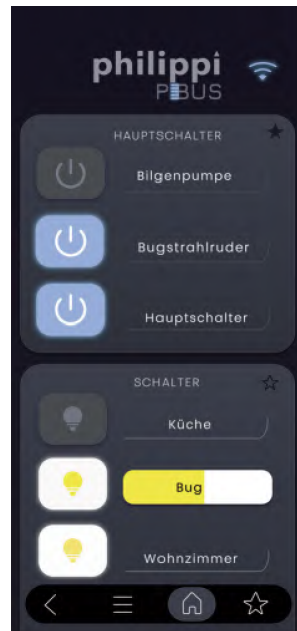 philippi
PBUS
HAUPTSCHALTER
Bilgenpumpe
Bugstrahlruder
Hauptschalter
SCHALTER
Küche
Bug
Wohnzimmer